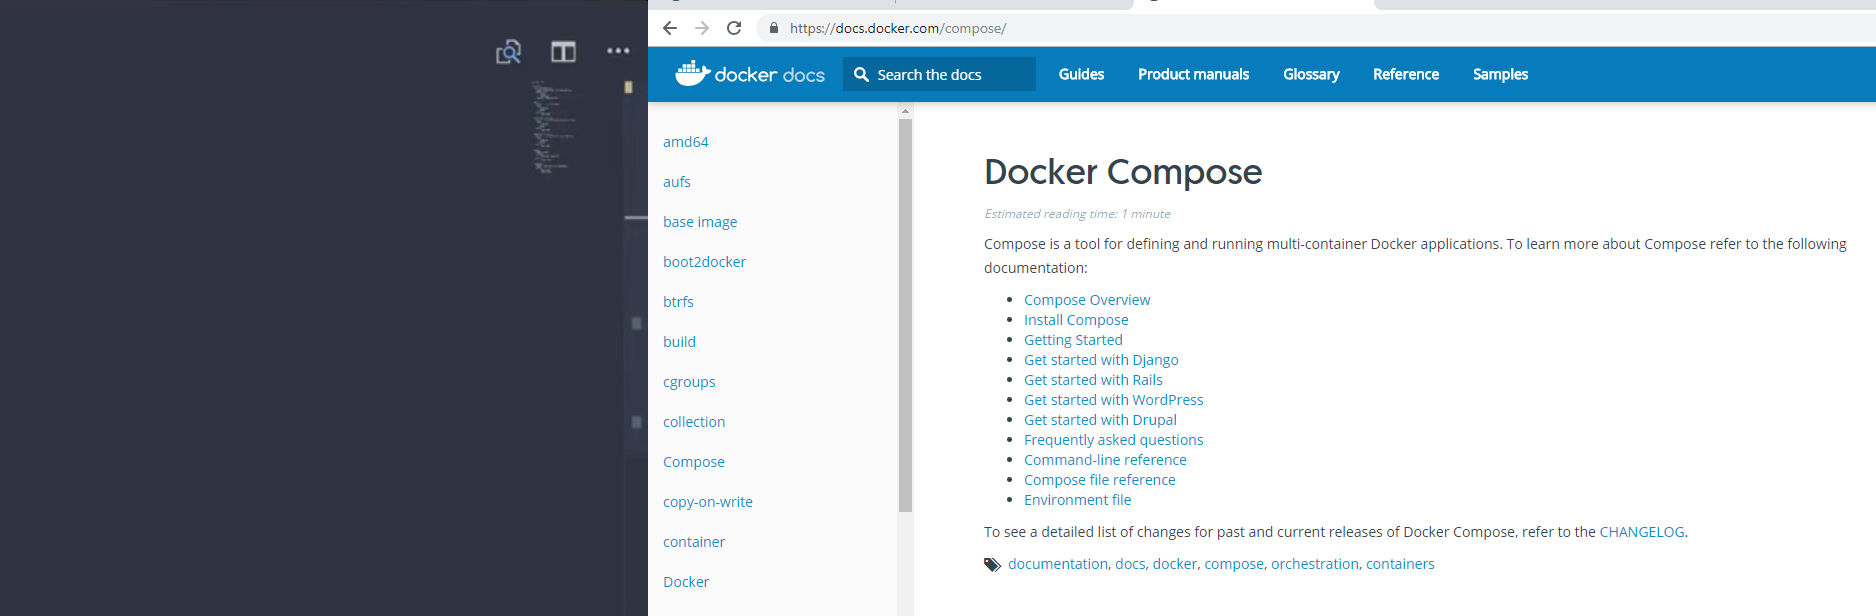 https://docs.docker.com/compose/
docker docs
Search the docs
Guides
Product manuals
Glossary
Reference
Samples
amd64
aufs
base image
boot2docker
btrfs
build
cgroups
collection
Compose
copy-on-write
container
Docker
Docker Compose
Estimated reading time: 1 minute
Compose is a tool for defining and running multi-container Docker applications. To learn more about Compose refer to the following
documentation:
Compose Overview
Install Compose
Getting Started
Get started with Django
Get started with Rails
Get started with WordPress
Get started with Drupal
Frequently asked questions
Command-line reference
Compose file reference
Environment file
To see a detailed list of changes for past and current releases of Docker Compose, refer to the CHANGELOG.
documentation, docs, docker, compose, orchestration, containers